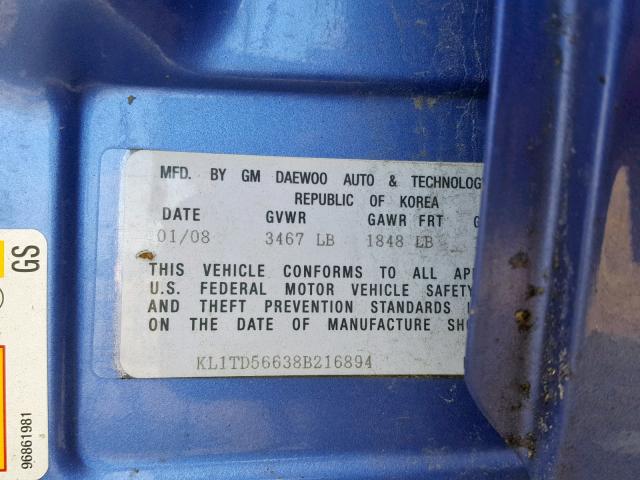 MFD. BY GM DAEWOO AUTO & TECHNOLOG
REPUBLIC OF KOREA
DATE GVWR GAWR FRT G
01/08 3467 LB 1848 LB
THIS VEHICLE CONFORMS TO ALL APP
U.S. FEDERAL MOTOR VEHICLE SAFETY
AND THEFT PREVENTION STANDARDS
ON THE DATE OF MANUFACTURE SHO
KL1TD56638B216894
GS
96861981